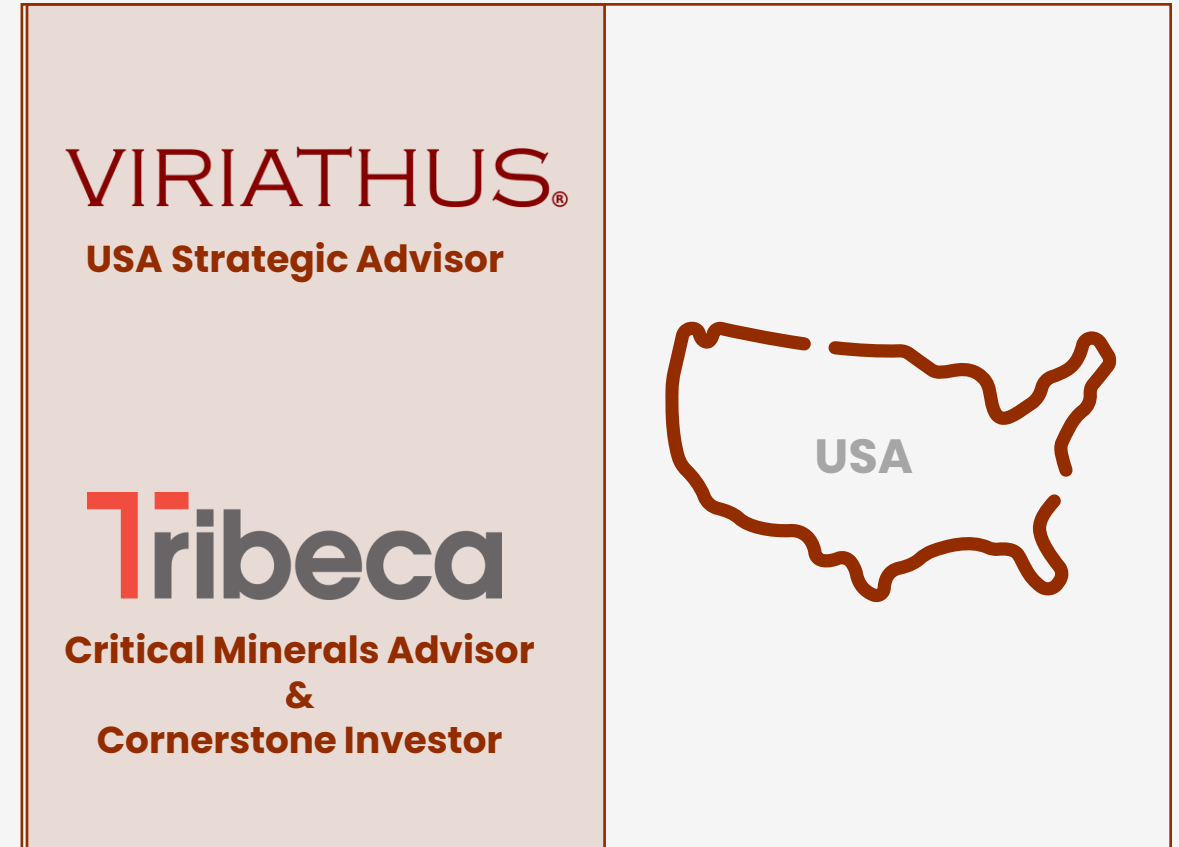 VIRIATHUS®
USA Strategic Advisor
Tribeca
Critical Minerals Advisor
&
Cornerstone Investor
USA